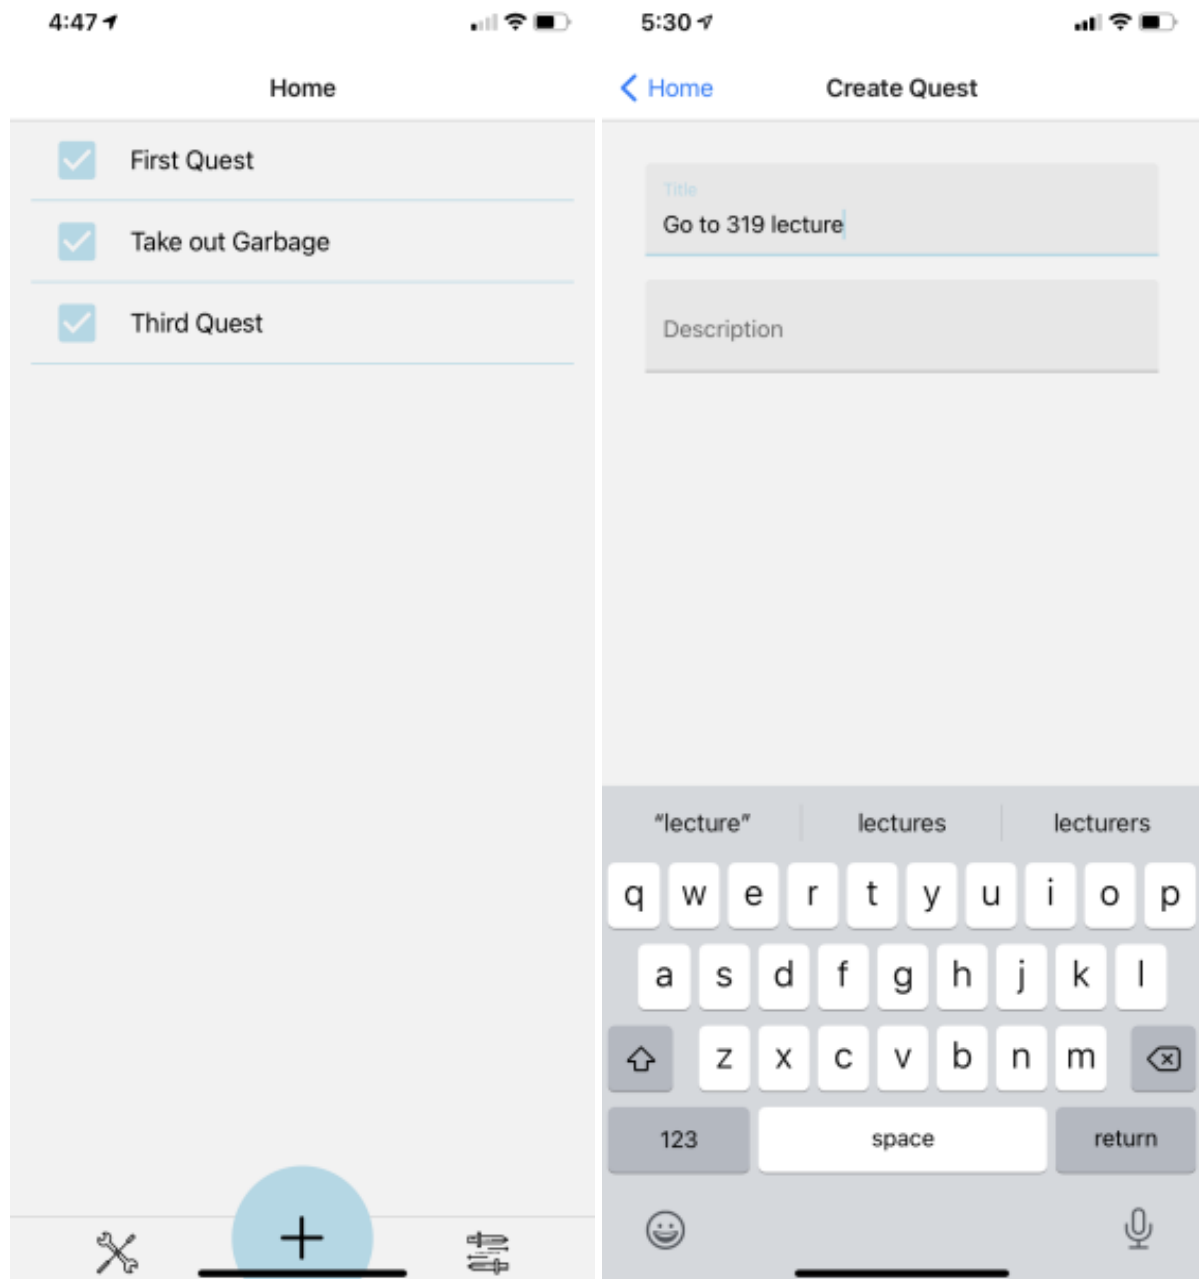 4:47
Home
First Quest
Take out Garbage
Third Quest
5:30
Home
Create Quest
Title
Go to 319 lecture
Description
“lecture” lectures lecturers
q w e r t y u i o p
a s d f g h j k l
z x c v b n m
123 space return